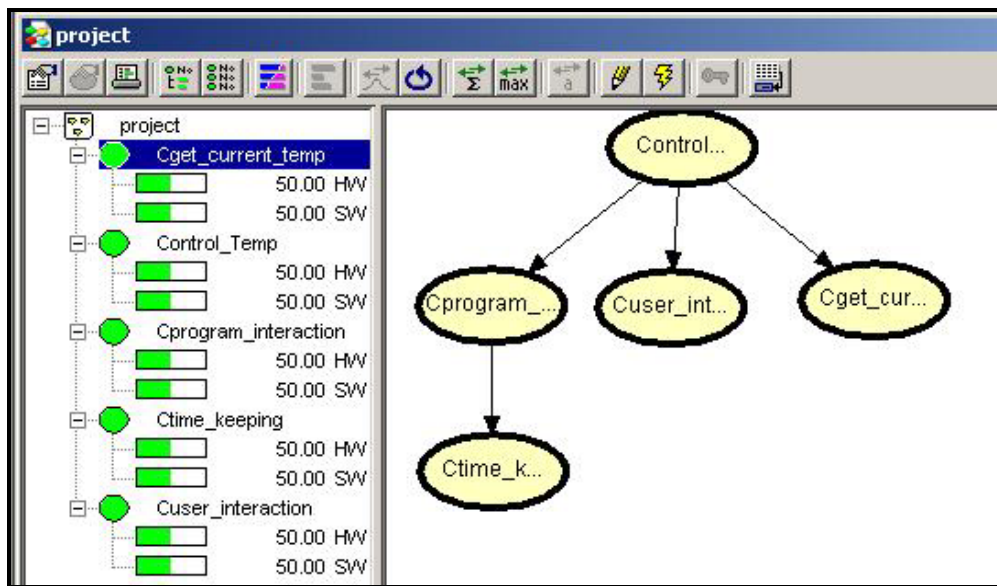 project
Σ max a
project
Cget_current_temp
50.00 HW
50.00 SW
Control_Temp
50.00 HW
50.00 SW
Cprogram_interaction
50.00 HW
50.00 SW
Ctime_keeping
50.00 HW
50.00 SW
Cuser_interaction
50.00 HW
50.00 SW
Control...
Cprogram_...
Cuser_int...
Cget_cur...
Ctime_k...